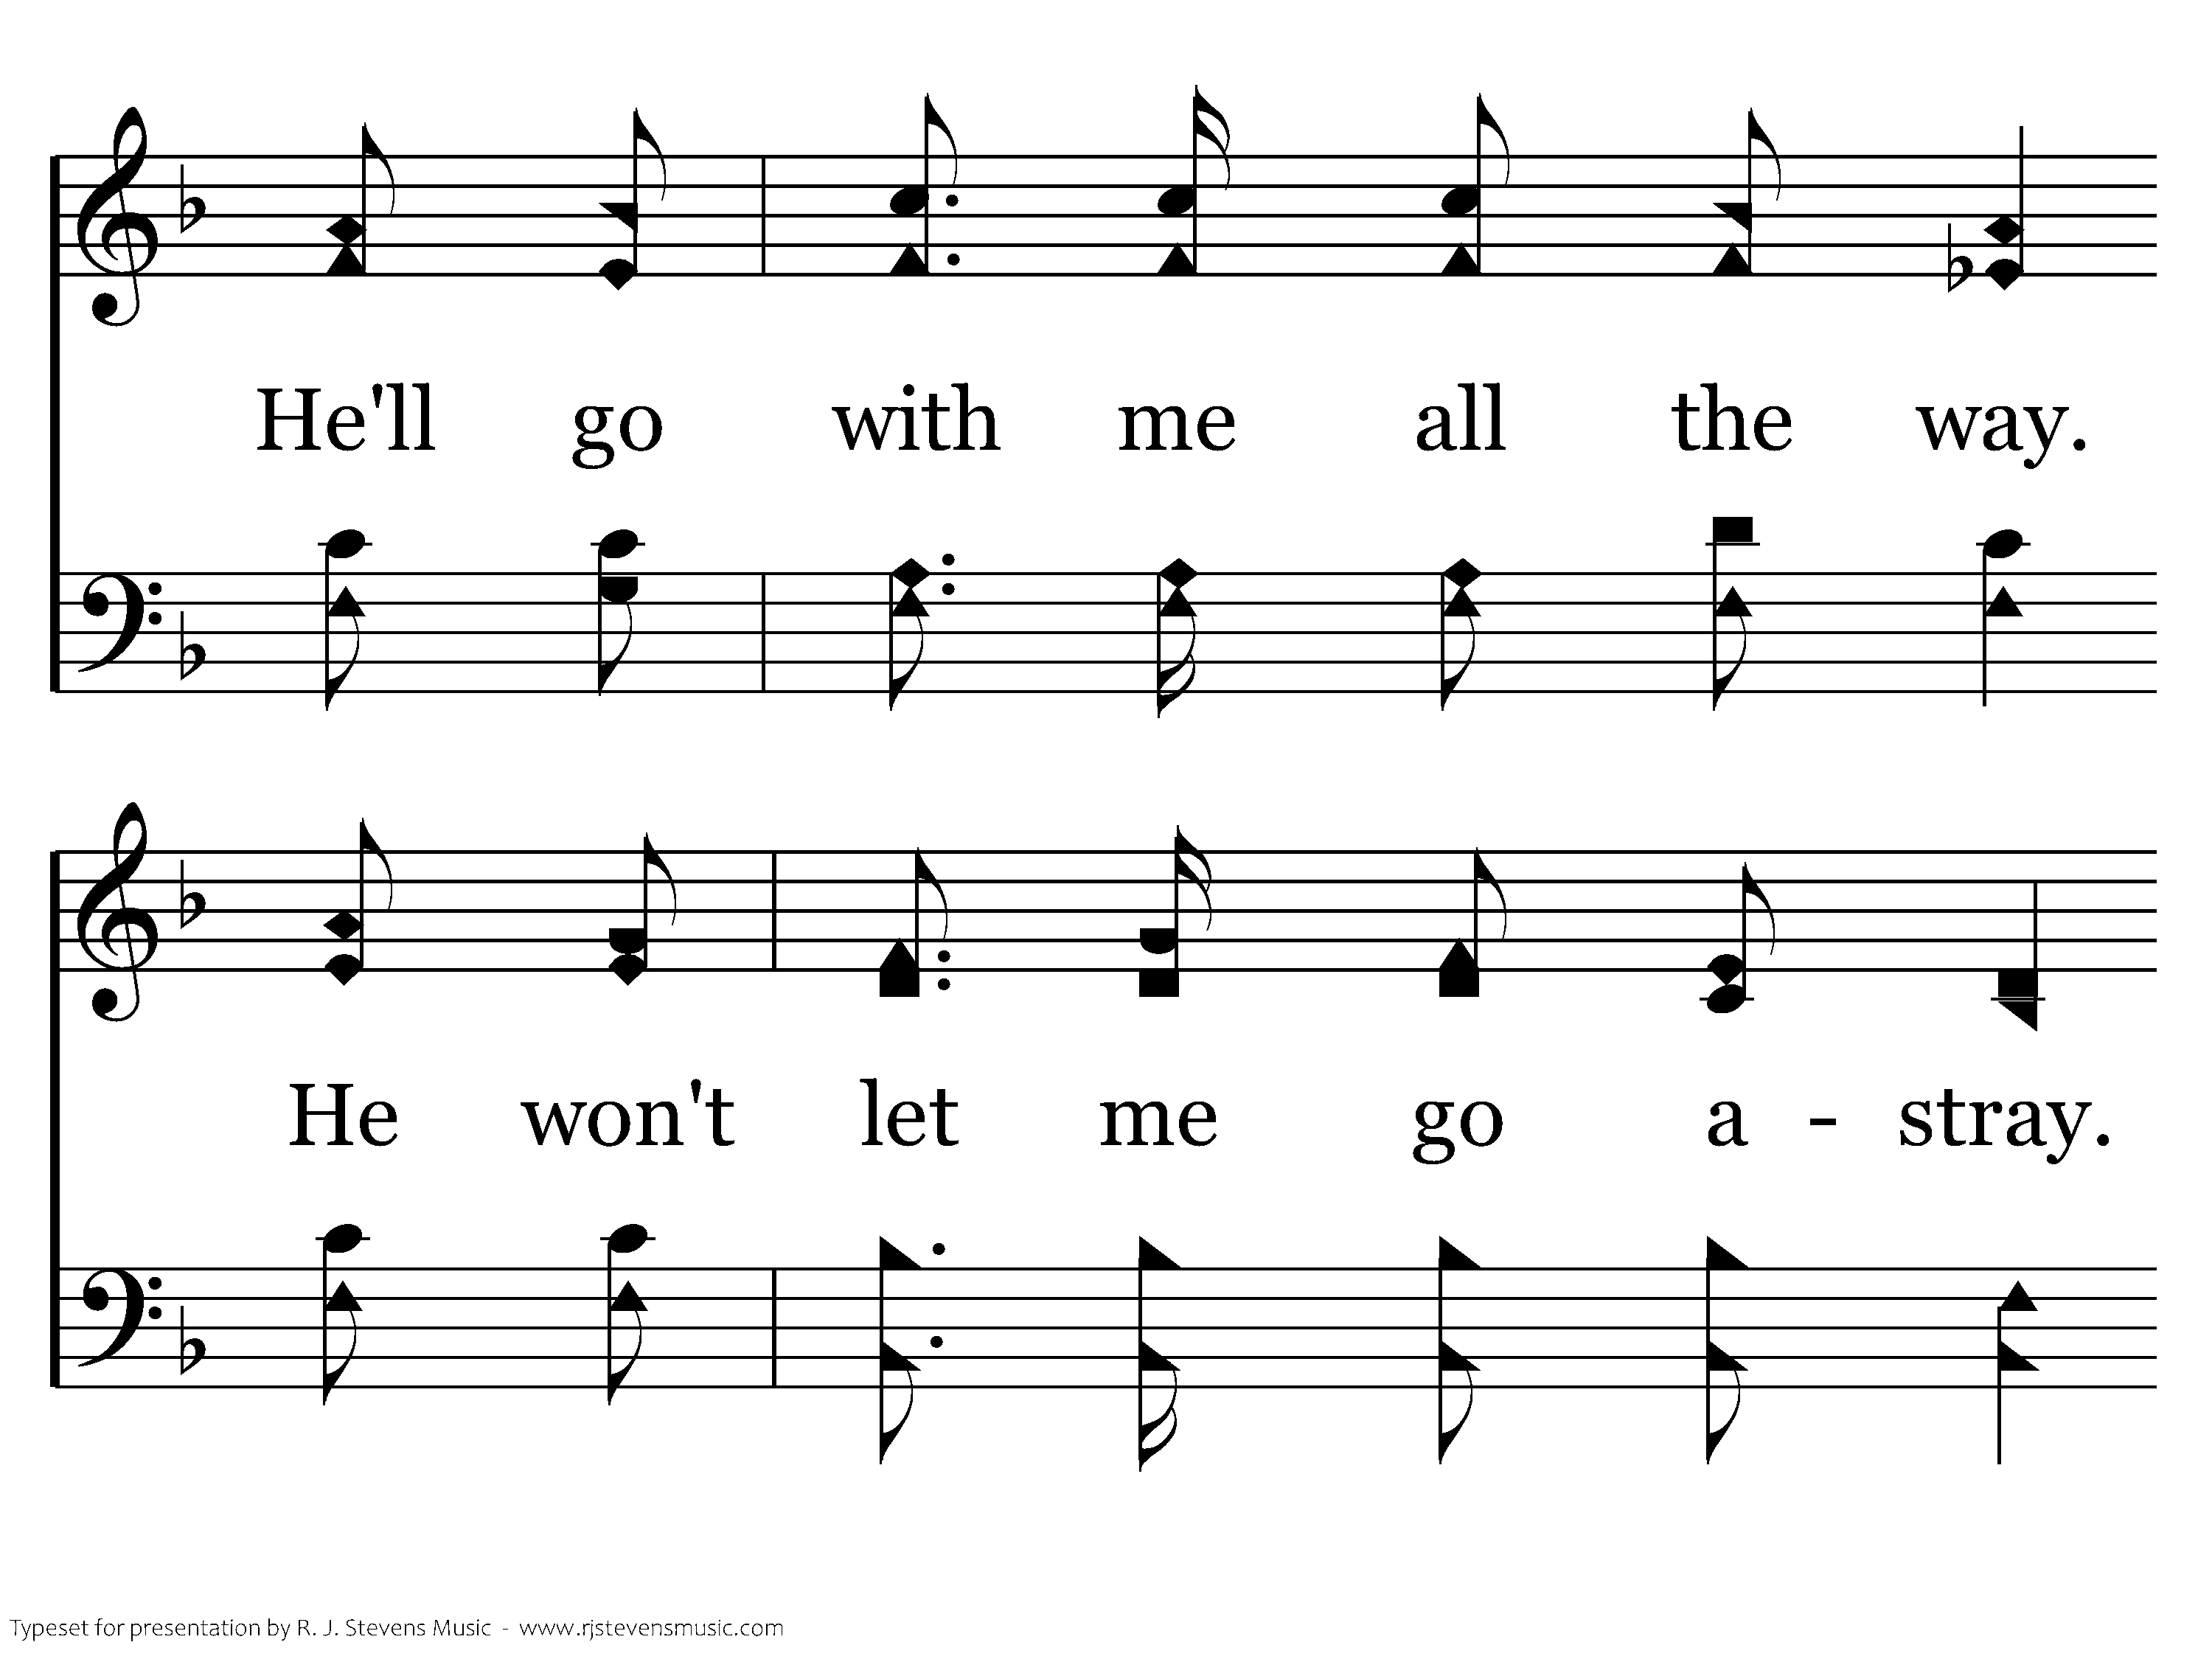 He'll go with me all the way.
He won't let me go a - stray.
Typeset for presentation by R. J. Stevens Music - www.rjstevensmusic.com